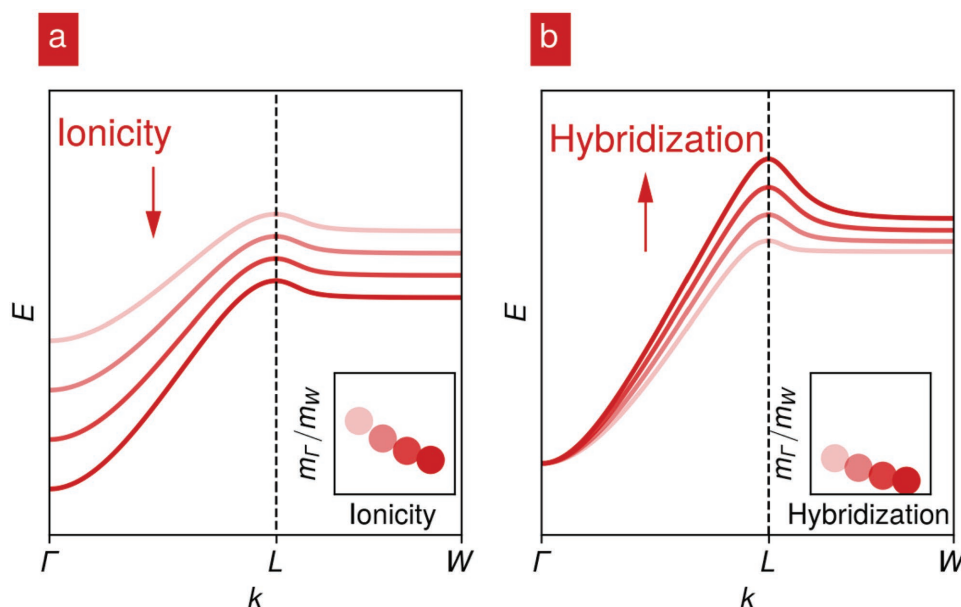 a
Ionicity
E
m_Γ/m_W
Ionicity
Γ
L
W
k
b
Hybridization
E
m_Γ/m_W
Hybridization
Γ
L
W
k